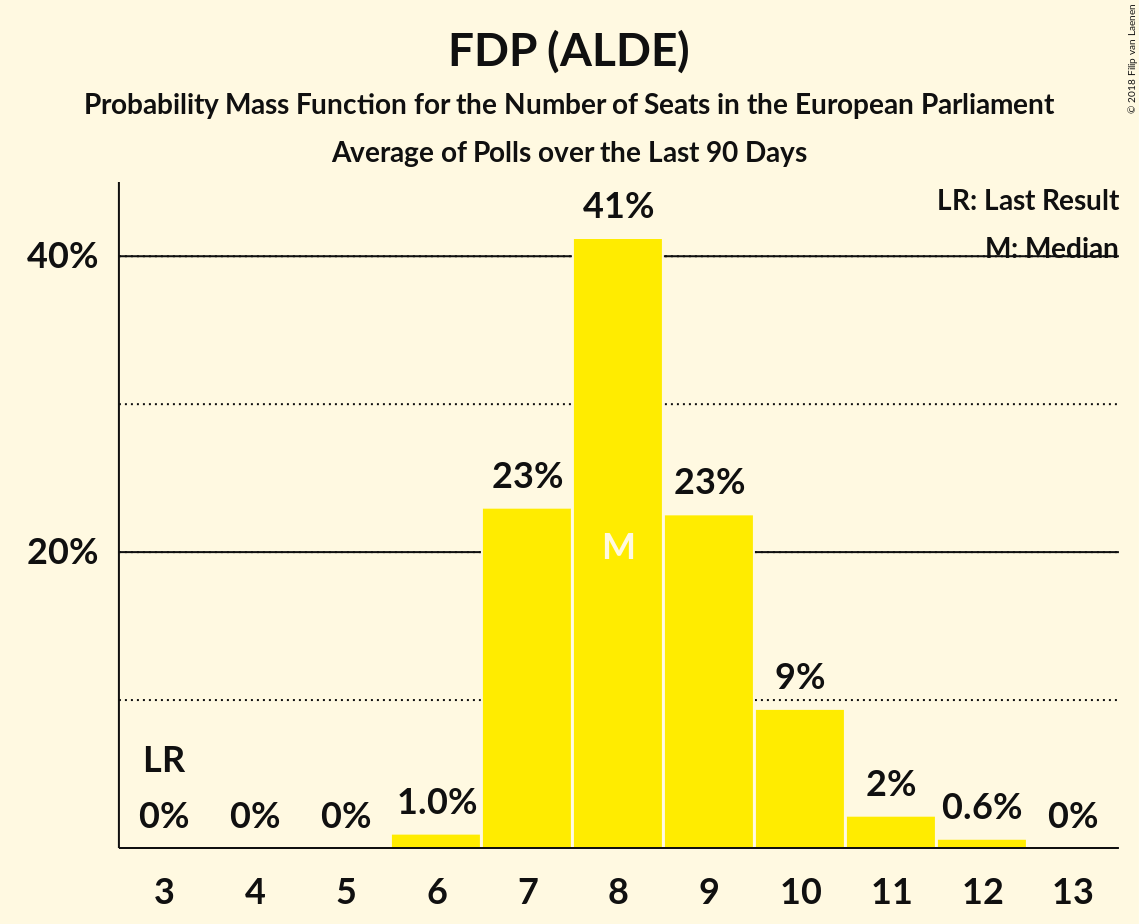 FDP (ALDE)
Probability Mass Function for the Number of Seats in the European Parliament
Average of Polls over the Last 90 Days
© 2018 Filip van Laenen
LR: Last Result
M: Median
40%
20%
41%
23%
23%
M
9%
LR
0%
0%
0%
1.0%
2%
0.6%
0%
3 4 5 6 7 8 9 10 11 12 13